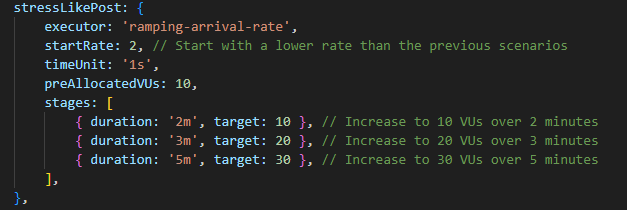 stressLikePost: {
executor: 'ramping-arrival-rate',
startRate: 2, // Start with a lower rate than the previous scenarios
timeUnit: '1s',
preAllocatedVUs: 10,
stages: [
{ duration: '2m', target: 10 }, // Increase to 10 VUs over 2 minutes
{ duration: '3m', target: 20 }, // Increase to 20 VUs over 3 minutes
{ duration: '5m', target: 30 }, // Increase to 30 VUs over 5 minutes
],
},